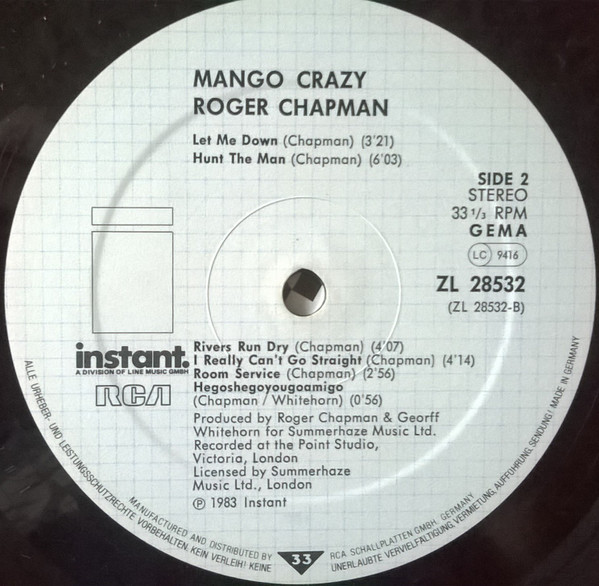 MANGO CRAZY
ROGER CHAPMAN
Let Me Down (Chapman) (3'21)
Hunt The Man (Chapman) (6'03)
SIDE 2
STEREO
33 1/3 RPM
GEMA
LC 9416
ZL 28532
(ZL 28532-B)
instant.
A DIVISION OF LINE MUSIC GMBH
RCA
Rivers Run Dry (Chapman) (4'07)
I Really Can't Go Straight (Chapman) (4'14)
Room Service (Chapman) (2'56)
Hegoshegoyougoamigo
(Chapman / Whitehorn) (0'56)
Produced by Roger Chapman & Georff
Whitehorn for Summerhaze Music Ltd.
Recorded at the Point Studio,
Victoria, London
Licensed by Summerhaze
Music Ltd., London
℗ 1983 Instant
MANUFACTURED AND DISTRIBUTED BY RCA SCHALLPLATTEN GMBH. GERMANY
ALLE URHEBER- UND LEISTUNGSSCHUTZRECHTE VORBEHALTEN. KEIN VERLEIH! KEINE UNERLAUBTE VERVIELFÄLTIGUNG, VERMIETUNG, AUFFÜHRUNG, SENDUNG! MADE IN GERMANY
33